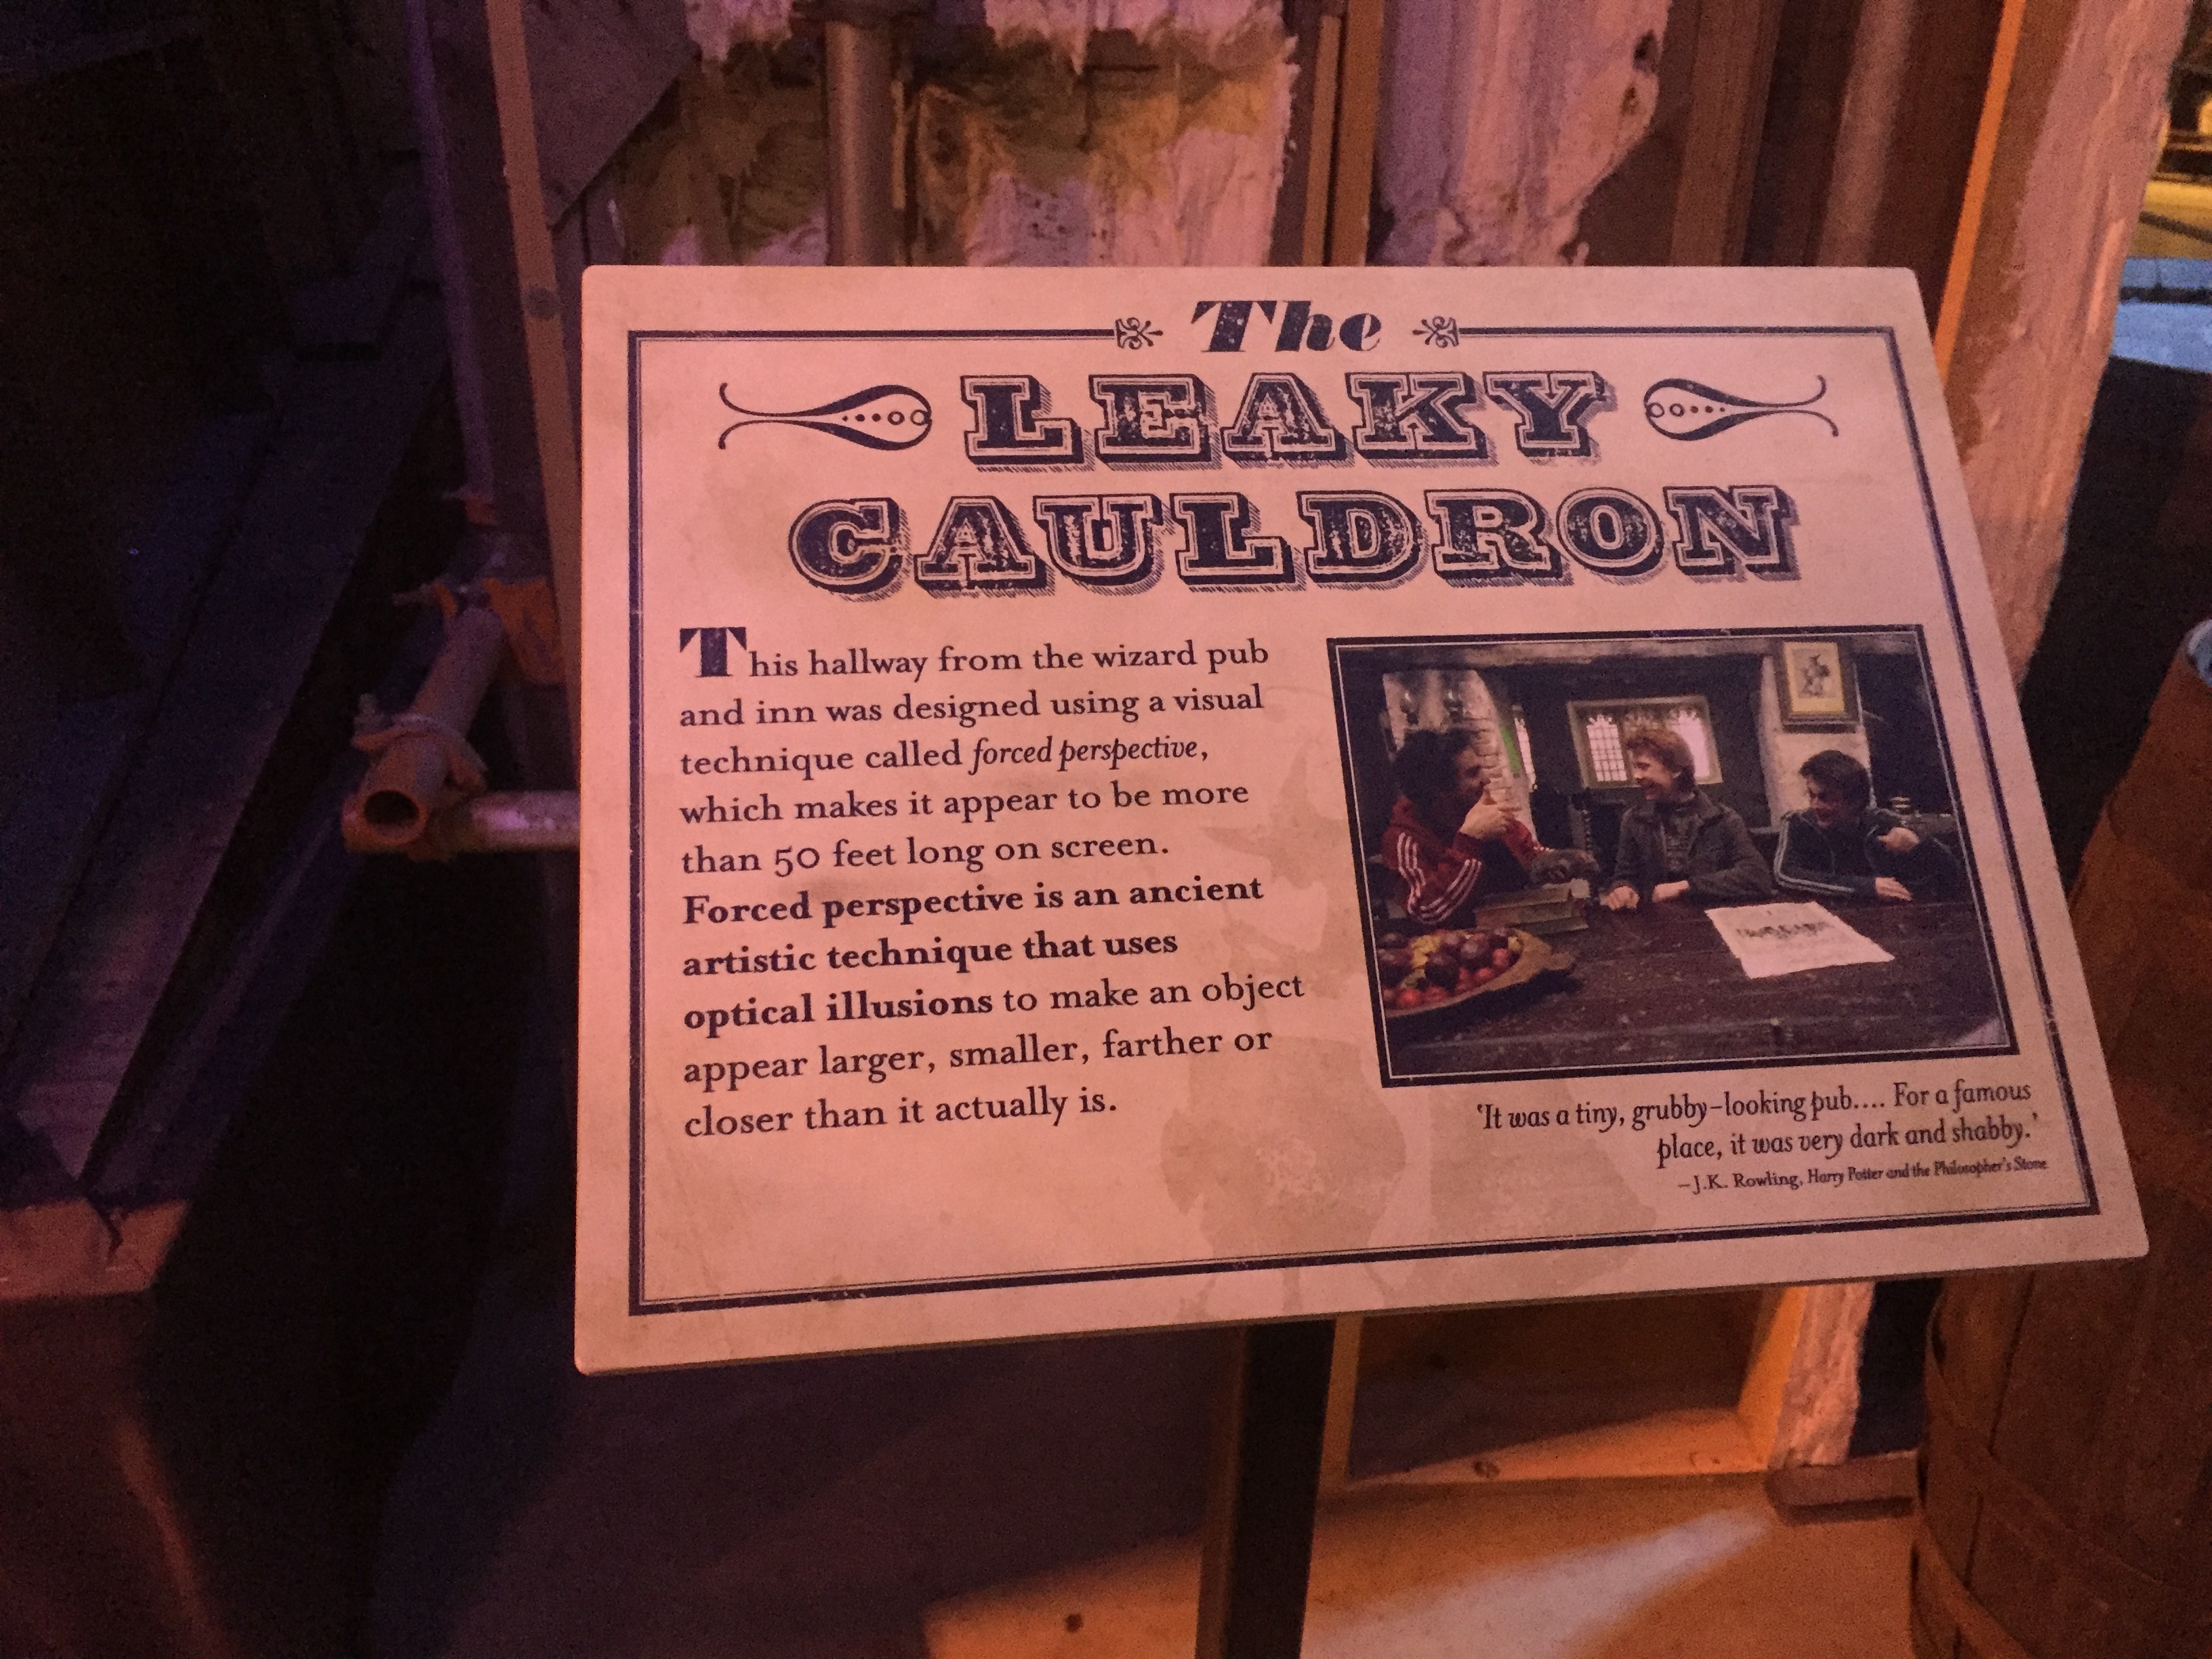 The
LEAKY
CAULDRON
This hallway from the wizard pub
and inn was designed using a visual
technique called forced perspective,
which makes it appear to be more
than 50 feet long on screen.
Forced perspective is an ancient
artistic technique that uses
optical illusions to make an object
appear larger, smaller, farther or
closer than it actually is.
'It was a tiny, grubby-looking pub.... For a famous
place, it was very dark and shabby.'
–J.K. Rowling, Harry Potter and the Philosopher's Stone